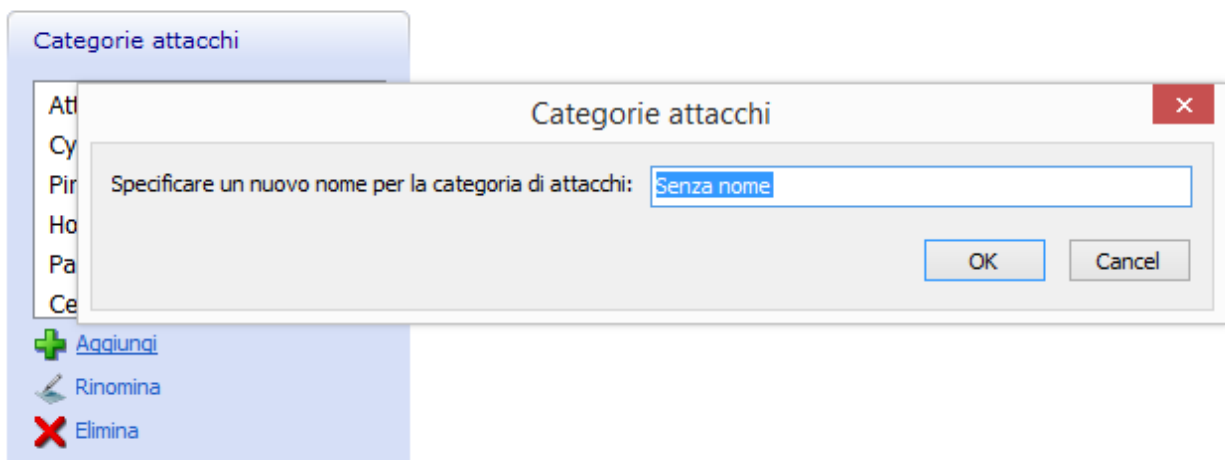 Categorie attacchi
Categorie attacchi
Specificare un nuovo nome per la categoria di attacchi: Senza nome
OK Cancel
Aggiungi
Rinomina
Elimina